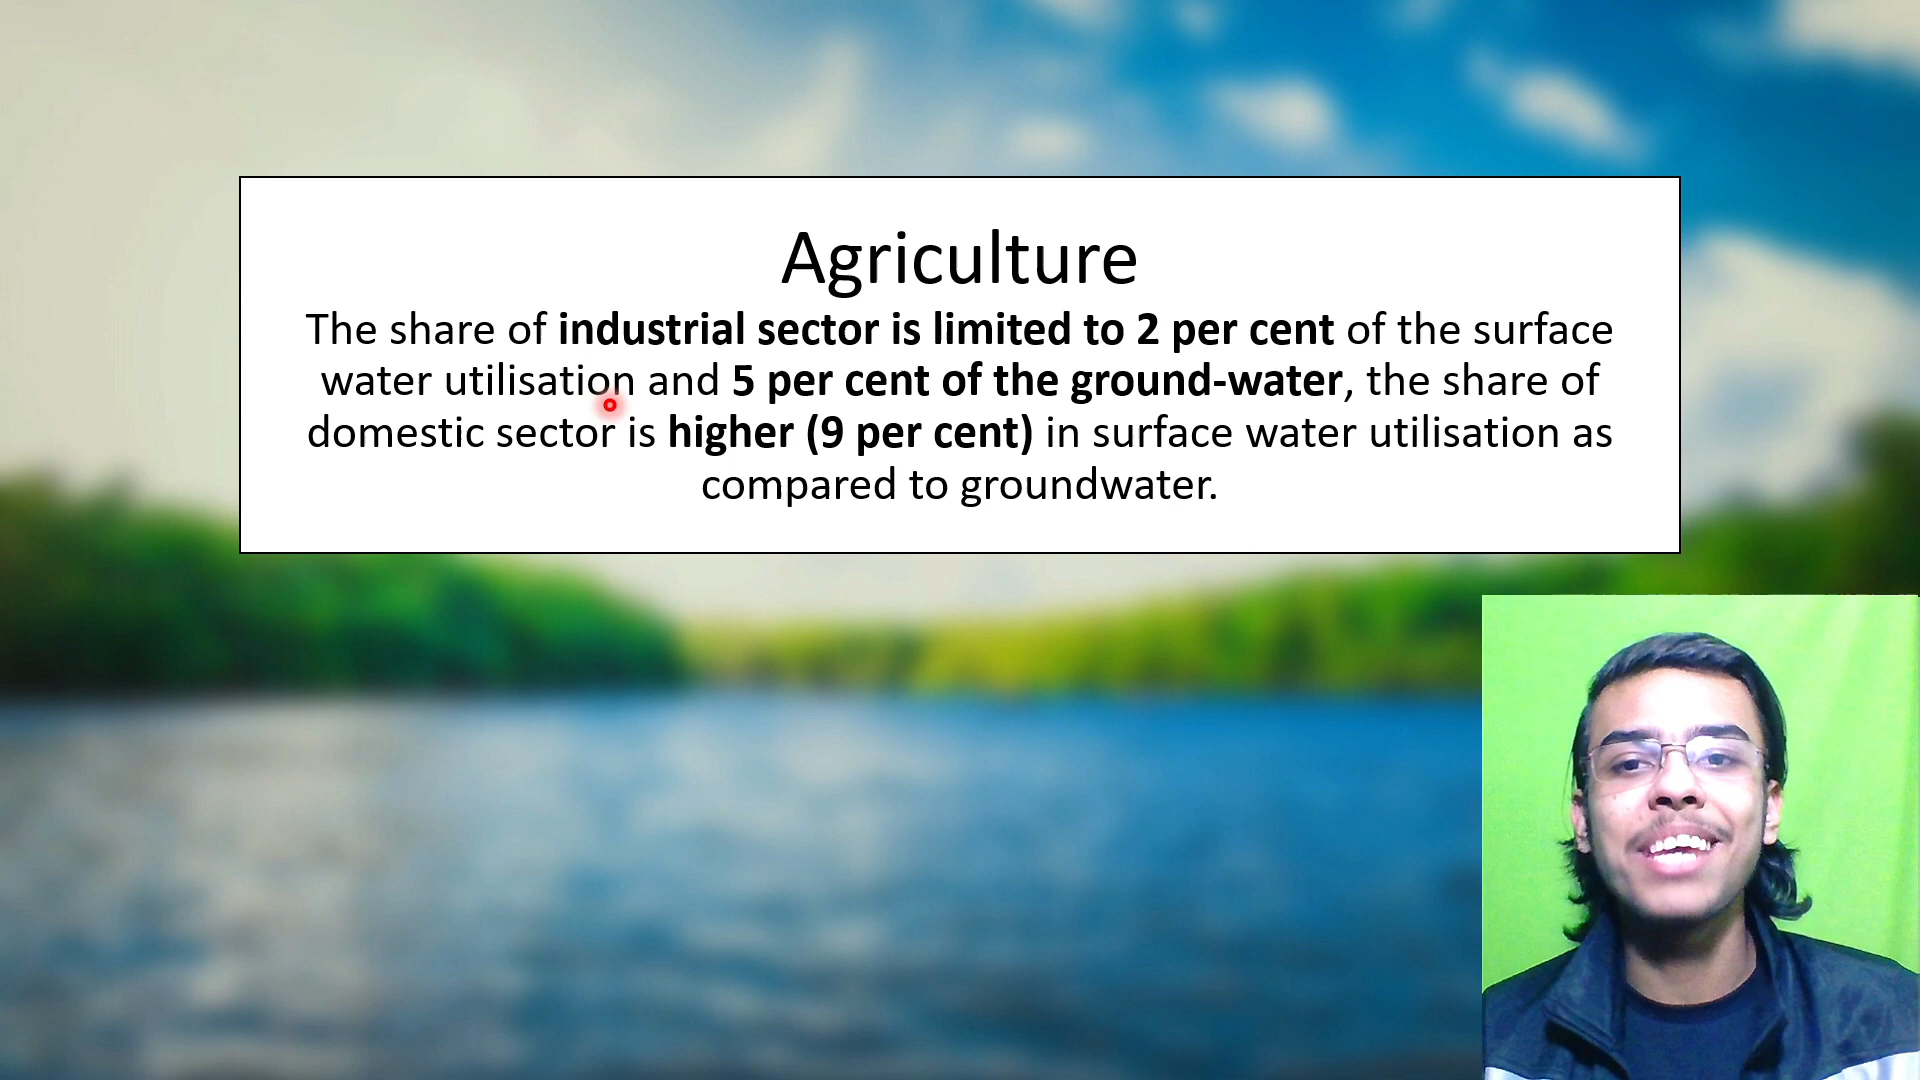 Agriculture
The share of industrial sector is limited to 2 per cent of the surface
water utilisation and 5 per cent of the ground-water, the share of
domestic sector is higher (9 per cent) in surface water utilisation as
compared to groundwater.